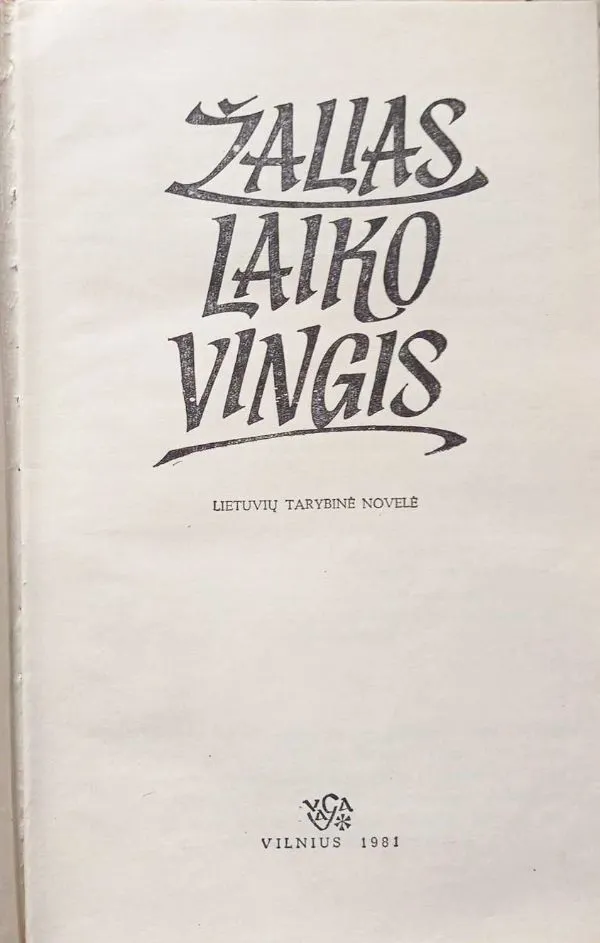 ŽALIAS
LAIKO
VINGIS
LIETUVIŲ TARYBINĖ NOVELĖ
VAGA
VILNIUS 1981